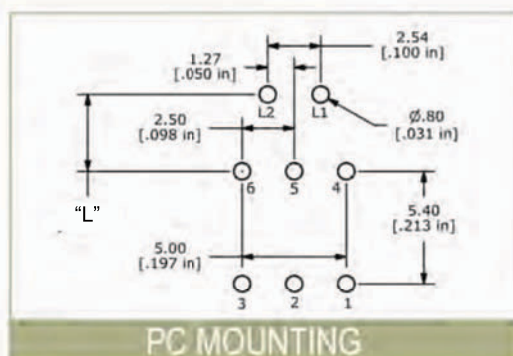 2.54
[.100 in]
1.27
[.050 in]
L2
L1
2.50
[.098 in]
Ø.80
[.031 in]
6
5
4
"L"
5.40
[.213 in]
5.00
[.197 in]
3
2
1
PC MOUNTING